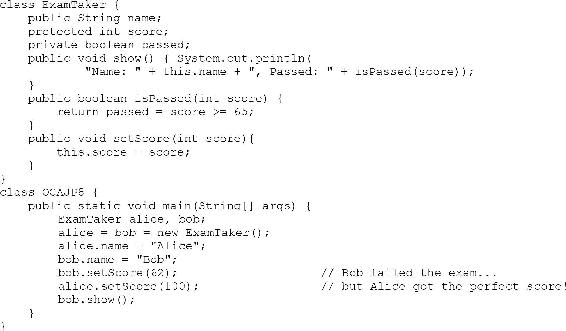 class ExamTaker {
    public String name;
    protected int score;
    private boolean passed;
    public void show() { System.out.println(
        "Name: " + this.name + ", Passed: " + isPassed(score));
    }
    public boolean isPassed(int score) {
        return passed = score >= 65;
    }
    public void setScore(int score){
        this.score = score;
    }
}
class OCAJP8 {
    public static void main(String[] args) {
        ExamTaker alice, bob;
        alice = bob = new ExamTaker();
        alice.name = "Alice";
        bob.name = "Bob";
        bob.setScore(62);                // Bob failed the exam...
        alice.setScore(100);             // but Alice got the perfect score!
        bob.show();
    }
}